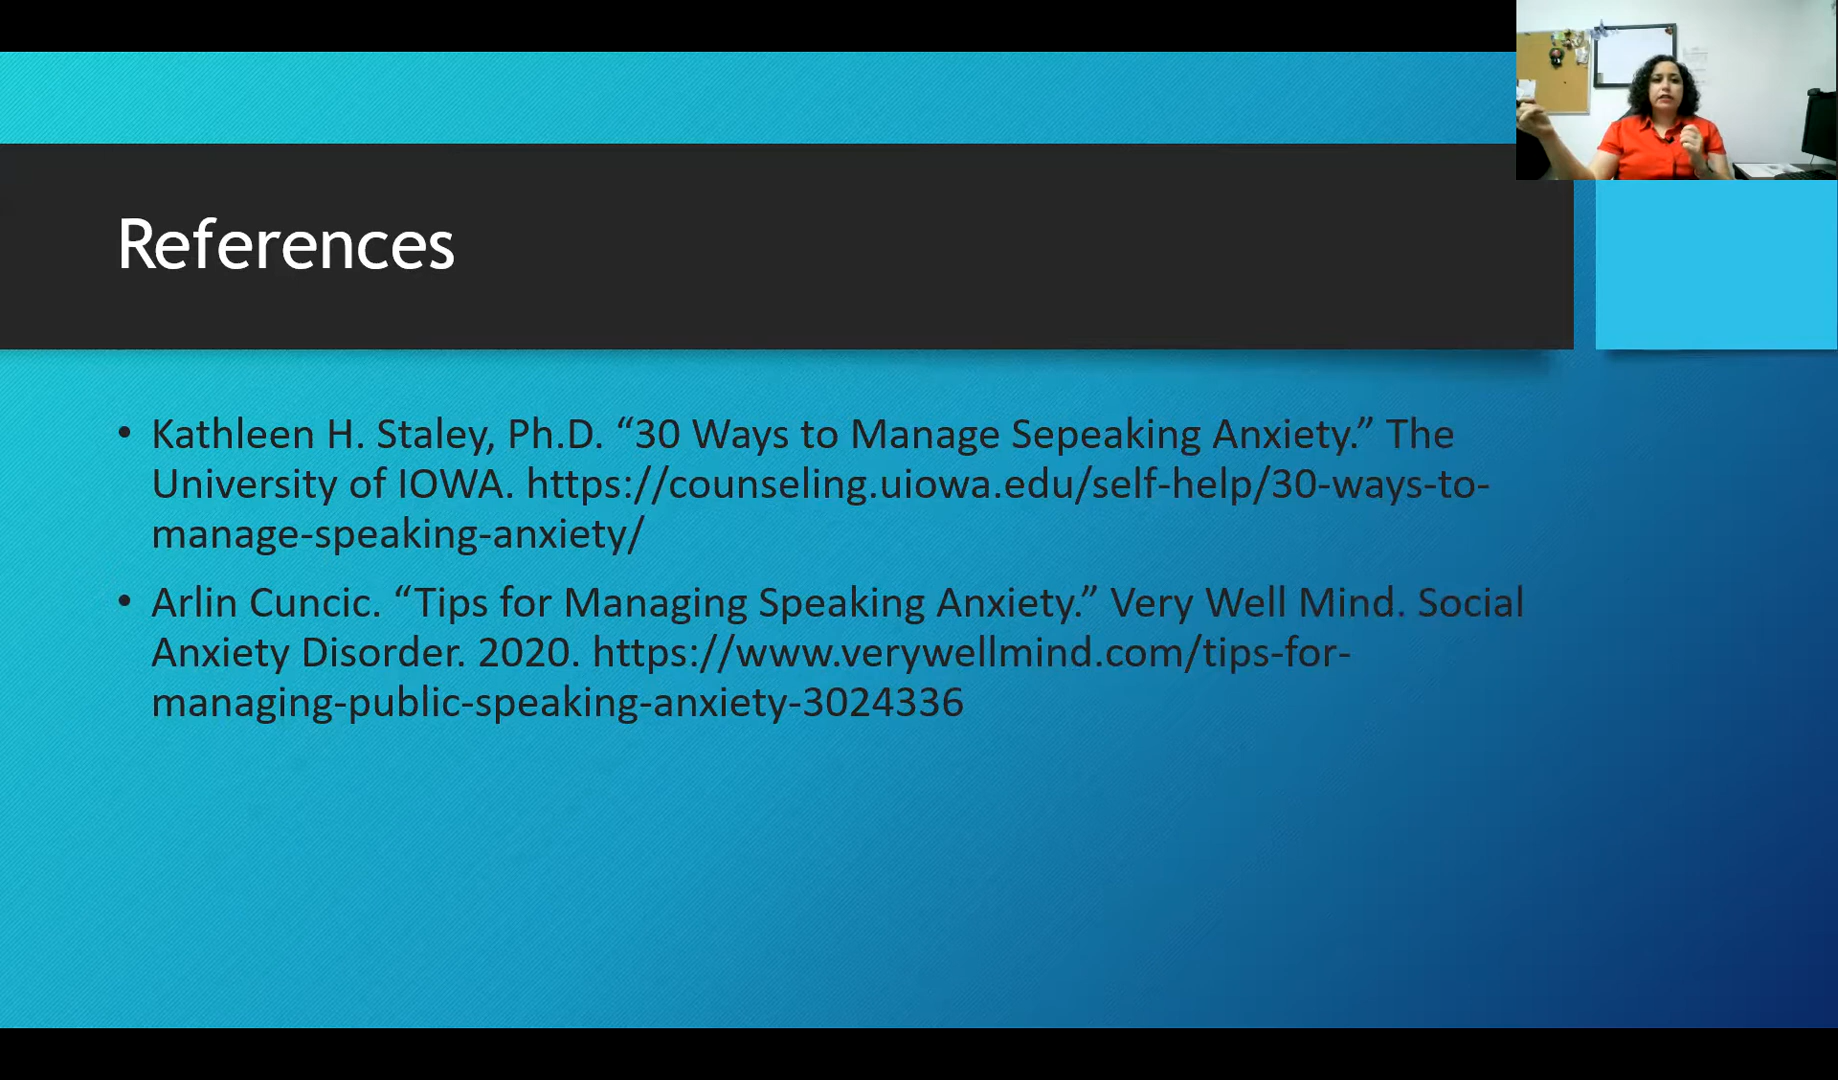 References
• Kathleen H. Staley, Ph.D. “30 Ways to Manage Sepeaking Anxiety.” The
University of IOWA. https://counseling.uiowa.edu/self-help/30-ways-to-
manage-speaking-anxiety/
• Arlin Cuncic. “Tips for Managing Speaking Anxiety.” Very Well Mind. Social
Anxiety Disorder. 2020. https://www.verywellmind.com/tips-for-
managing-public-speaking-anxiety-3024336